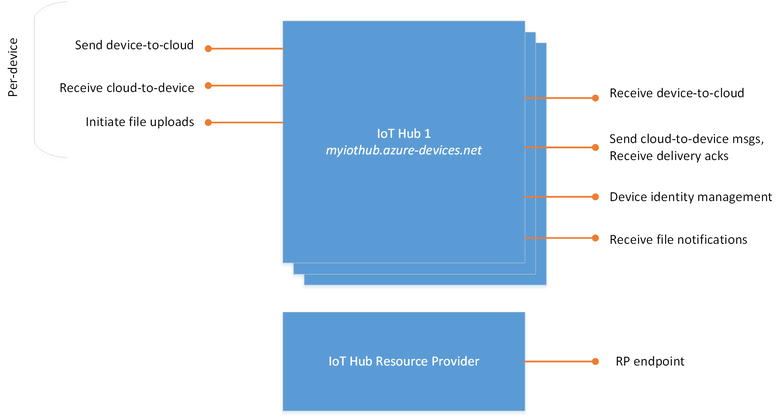 Per-device
Send device-to-cloud
Receive cloud-to-device
Initiate file uploads
IoT Hub 1
myiothub.azure-devices.net
Receive device-to-cloud
Send cloud-to-device msgs,
Receive delivery acks
Device identity management
Receive file notifications
IoT Hub Resource Provider
RP endpoint